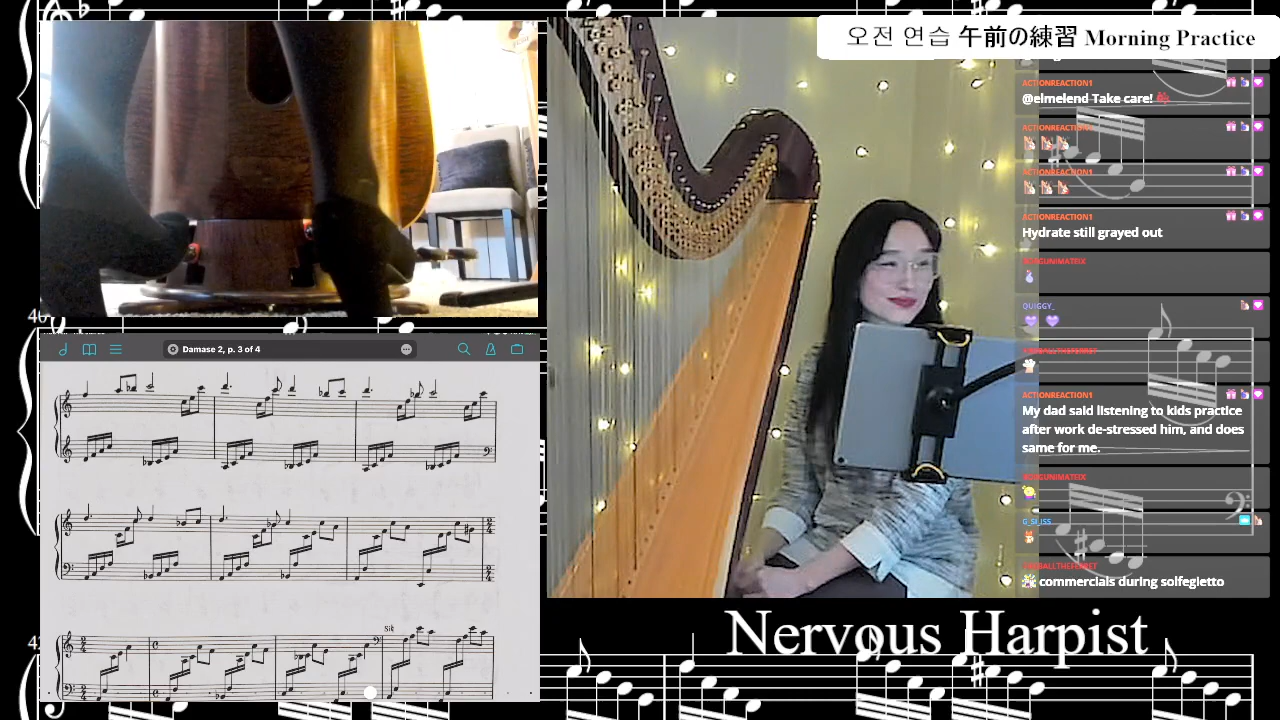 오전 연습 午前の練習 Morning Practice
ACTIONREACTION1
@elmelend Take care!
ACTIONREACTION1
ACTIONREACTION1
ACTIONREACTION1
Hydrate still grayed out
QUIGGY_
ACTIONREACTION1
My dad said listening to kids practice
after work de-stressed him, and does
same for me.
G_SLISS
commercials during solfegietto
Damase 2, p. 3 of 4
Nervous Harpist